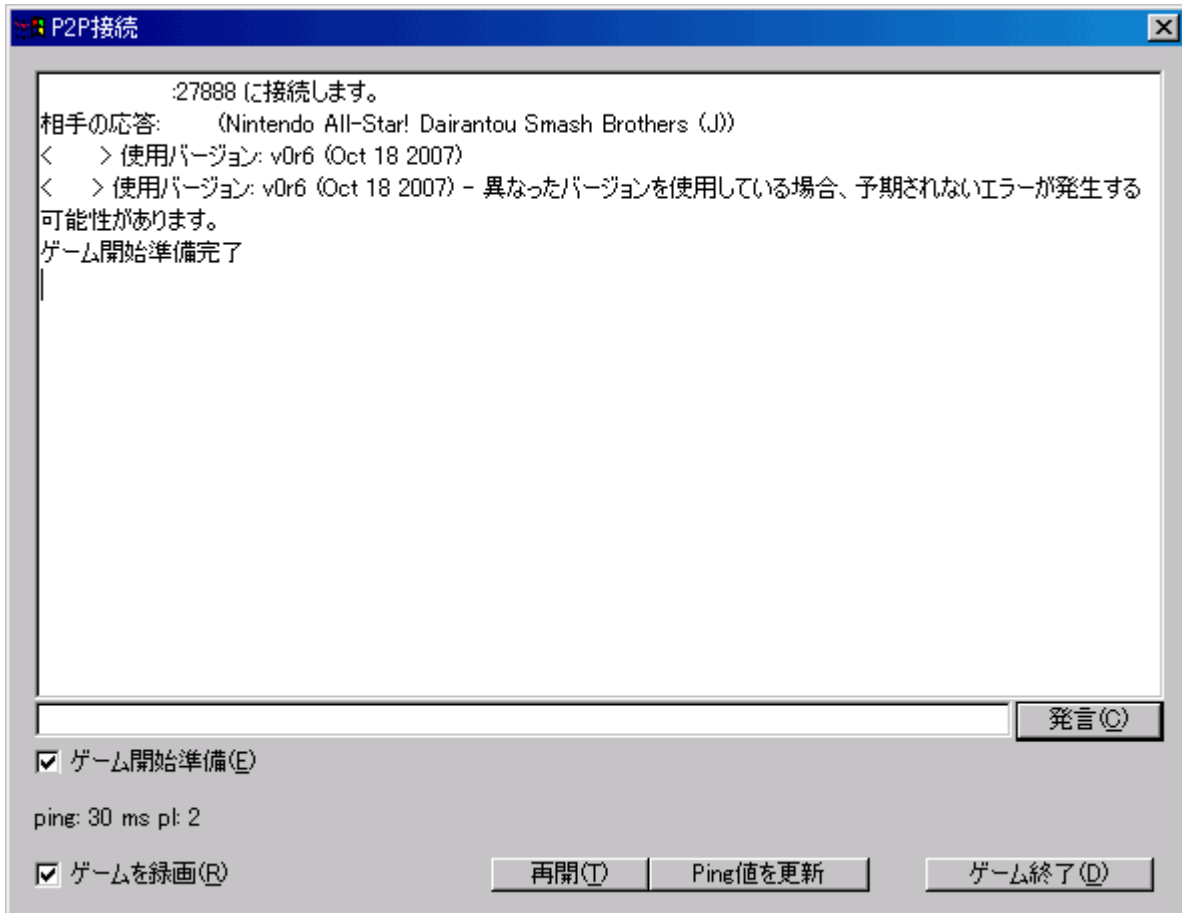 P2P接続
:27888 に接続します。
相手の応答: (Nintendo All-Star! Dairantou Smash Brothers (J))
< > 使用バージョン: v0r6 (Oct 18 2007)
< > 使用バージョン: v0r6 (Oct 18 2007) - 異なったバージョンを使用している場合、予期されないエラーが発生する
可能性があります。
ゲーム開始準備完了
発言(C)
ゲーム開始準備(E)
ping: 30 ms pl: 2
ゲームを録画(R)
再開(T)
Ping値を更新
ゲーム終了(D)